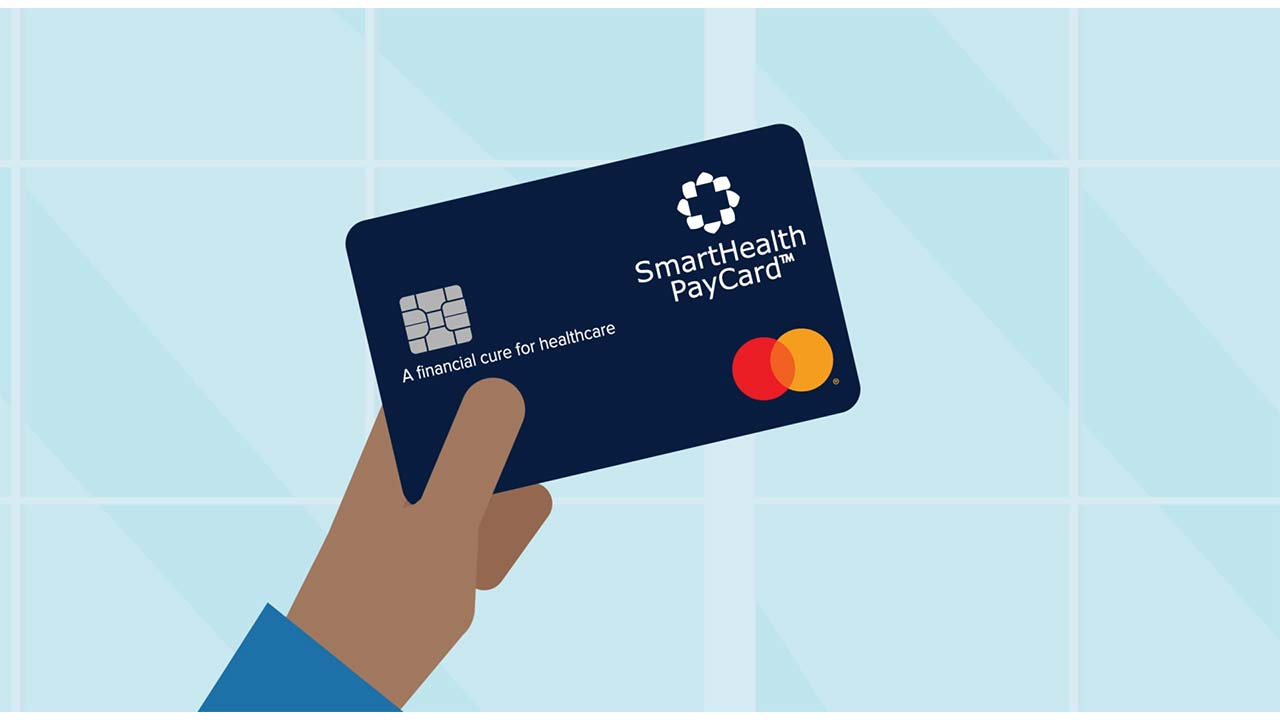 SmartHealth
PayCard™
A financial cure for healthcare
®